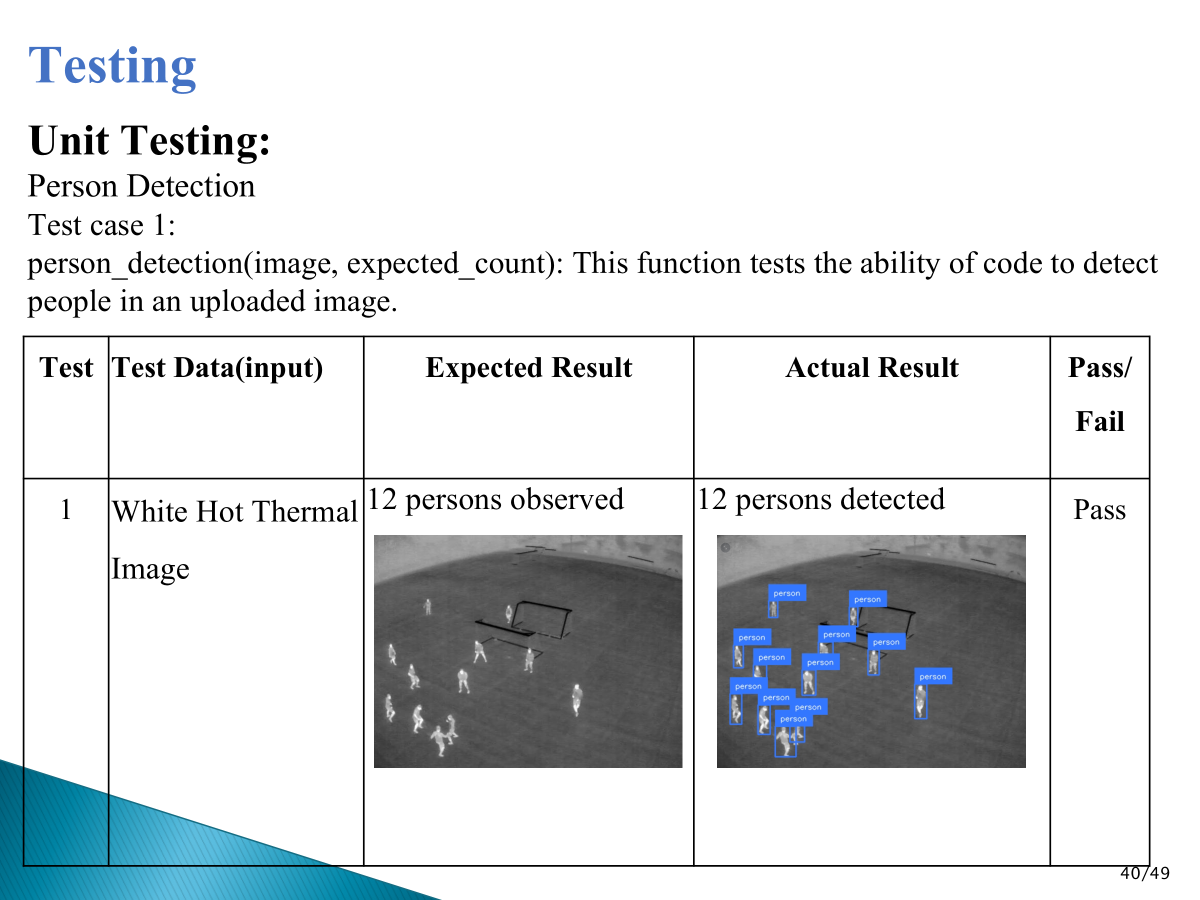 Testing
Unit Testing:
Person Detection
Test case 1:
person_detection(image, expected_count): This function tests the ability of code to detect
people in an uploaded image.
Test
Test Data(input)
Expected Result
Actual Result
Pass/
Fail
1
White Hot Thermal
Image
12 persons observed
12 persons detected
Pass
person
person
person
person
person
person
person
person
person
person
person
person
40/49